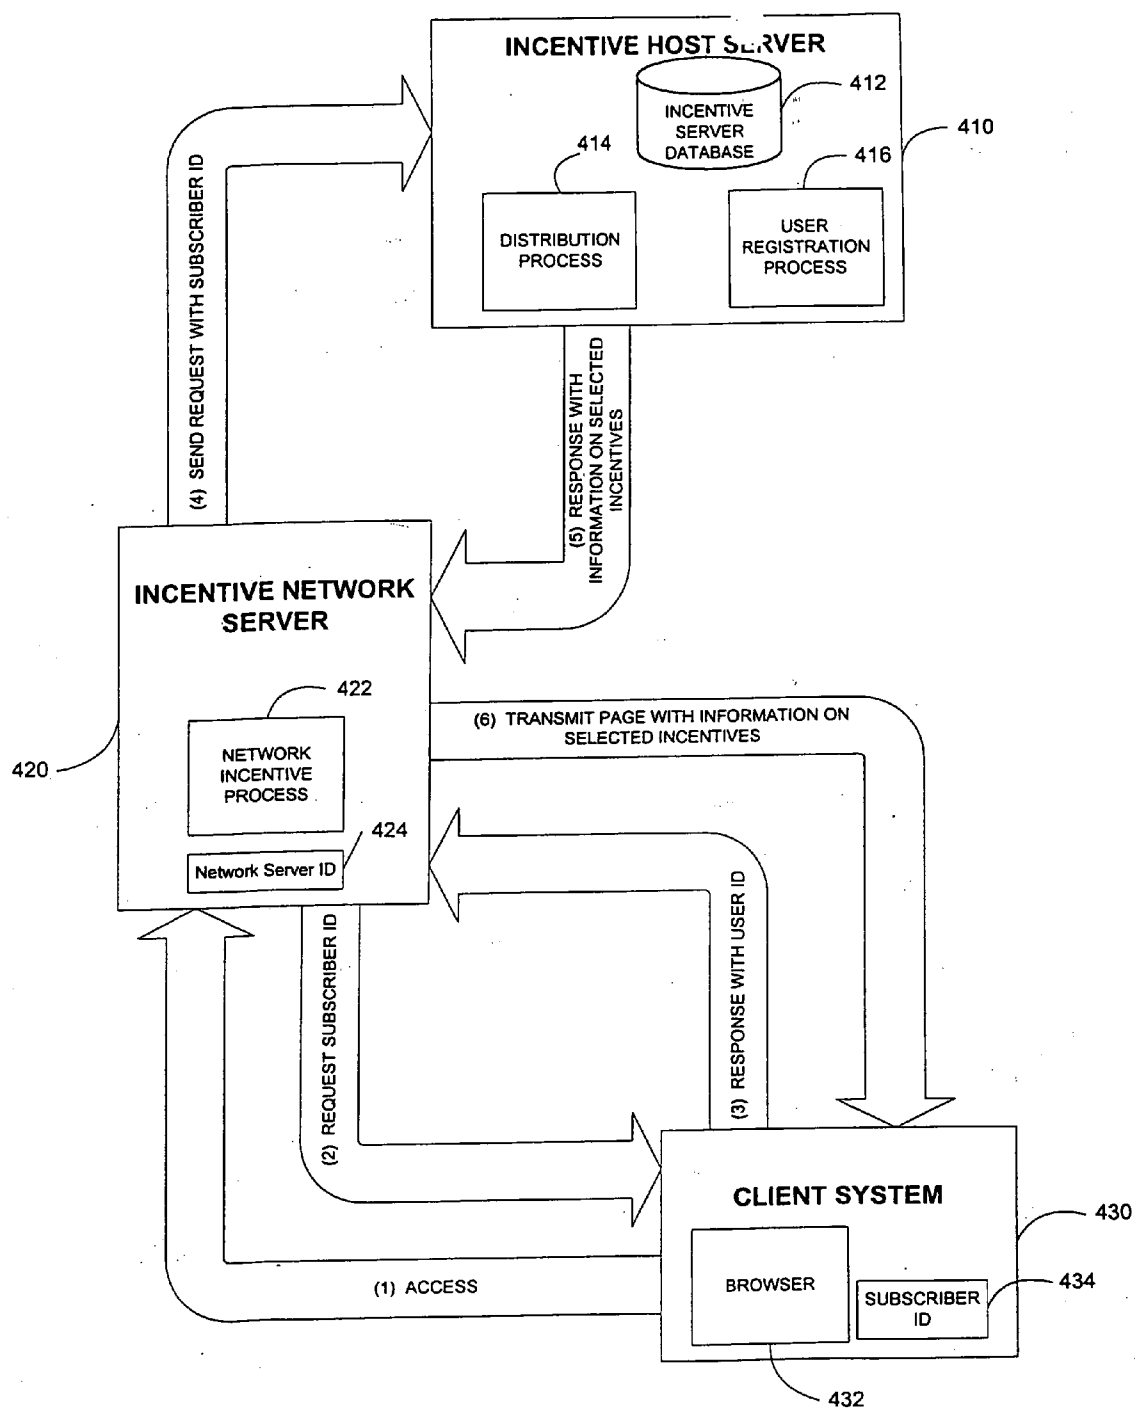 INCENTIVE HOST SERVER
412
INCENTIVE
SERVER
DATABASE
410
414
416
DISTRIBUTION
PROCESS
USER
REGISTRATION
PROCESS
(4) SEND REQUEST WITH SUBSCRIBER ID
(5) RESPONSE WITH
INFORMATION ON SELECTED
INCENTIVES
INCENTIVE NETWORK
SERVER
422
NETWORK
INCENTIVE
PROCESS
420
424
Network Server ID
(6) TRANSMIT PAGE WITH INFORMATION ON
SELECTED INCENTIVES
(2) REQUEST SUBSCRIBER ID
(3) RESPONSE WITH USER ID
CLIENT SYSTEM
430
BROWSER
434
SUBSCRIBER
ID
(1) ACCESS
432